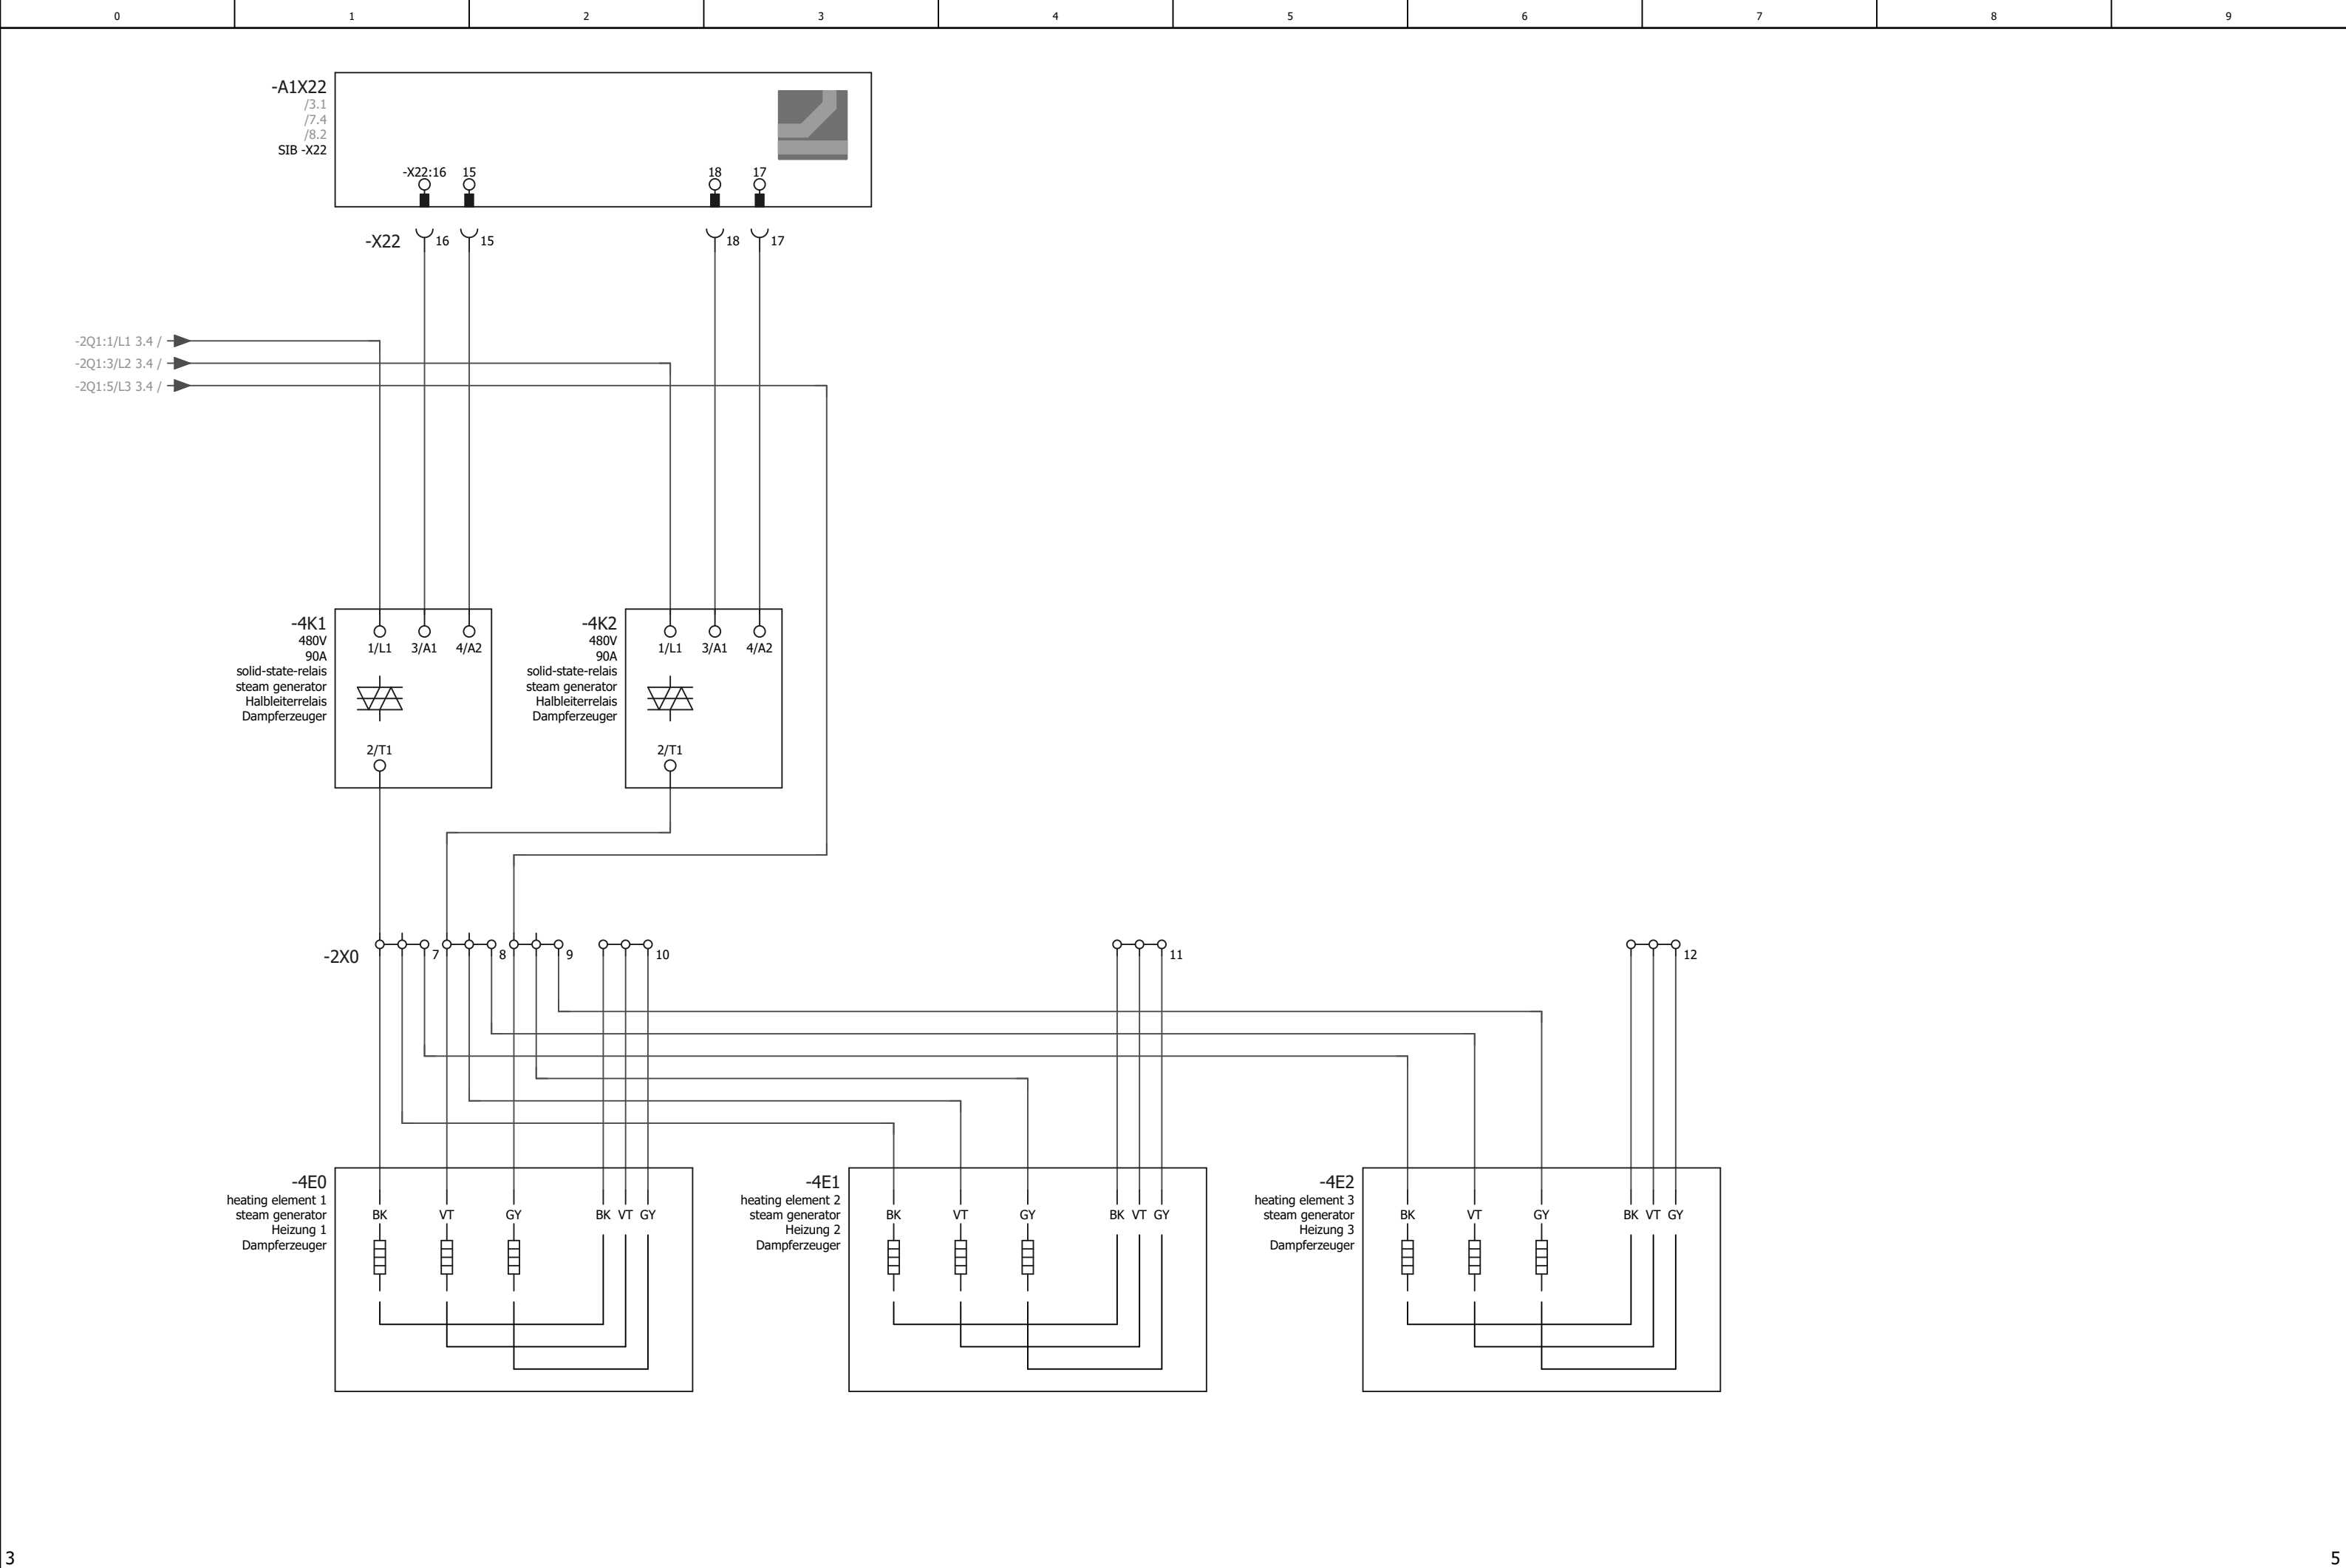 0 1 2 3 4 5 6 7 8 9
-A1X22
/3.1
/7.4
/8.2
SIB -X22
-X22:16 15 18 17
-X22 16 15 18 17
-2Q1:1/L1 3.4 /
-2Q1:3/L2 3.4 /
-2Q1:5/L3 3.4 /
-4K1
480V
90A
solid-state-relais
steam generator
Halbleiterrelais
Dampferzeuger
1/L1 3/A1 4/A2
2/T1
-4K2
480V
90A
solid-state-relais
steam generator
Halbleiterrelais
Dampferzeuger
1/L1 3/A1 4/A2
2/T1
-2X0 7 8 9 10 11 12
-4E0
heating element 1
steam generator
Heizung 1
Dampferzeuger
BK VT GY BK VT GY
-4E1
heating element 2
steam generator
Heizung 2
Dampferzeuger
BK VT GY BK VT GY
-4E2
heating element 3
steam generator
Heizung 3
Dampferzeuger
BK VT GY BK VT GY
3 5